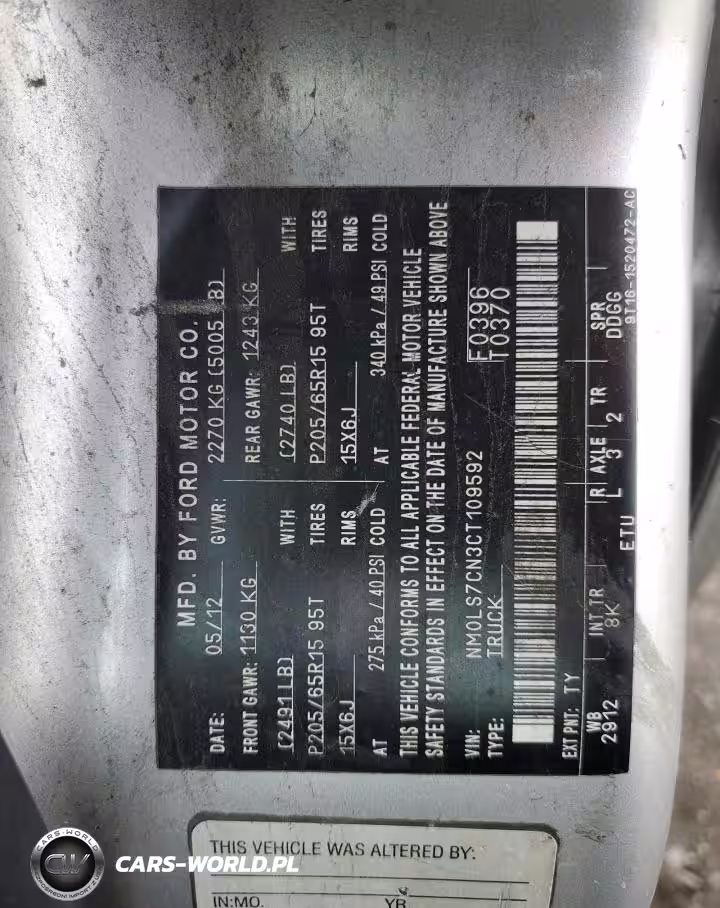 MFD. BY FORD MOTOR CO.
DATE: 05/12 GVWR: 2270 KG (5005 LB)
FRONT GAWR: 1130 KG REAR GAWR: 1243 KG
(2491LB) WITH (2740LB) WITH
P205/65R15 95T TIRES P205/65R15 95T TIRES
15X6J RIMS 15X6J RIMS
AT 275 kPa / 40 PSI COLD AT 340 kPa / 49 PSI COLD
THIS VEHICLE CONFORMS TO ALL APPLICABLE FEDERAL MOTOR VEHICLE
SAFETY STANDARDS IN EFFECT ON THE DATE OF MANUFACTURE SHOWN ABOVE
VIN: NM0LS7CN3CT109592 F0396
TYPE: TRUCK T0370
EXT PNT: TY
WB INT TR R AXLE TR SPR
2912 8K L 3 2 DDGG
ETU 9T16-1520472-AC
THIS VEHICLE WAS ALTERED BY:
IN:MO. YR
CARS-WORLD
CW
CARS-WORLD.PL